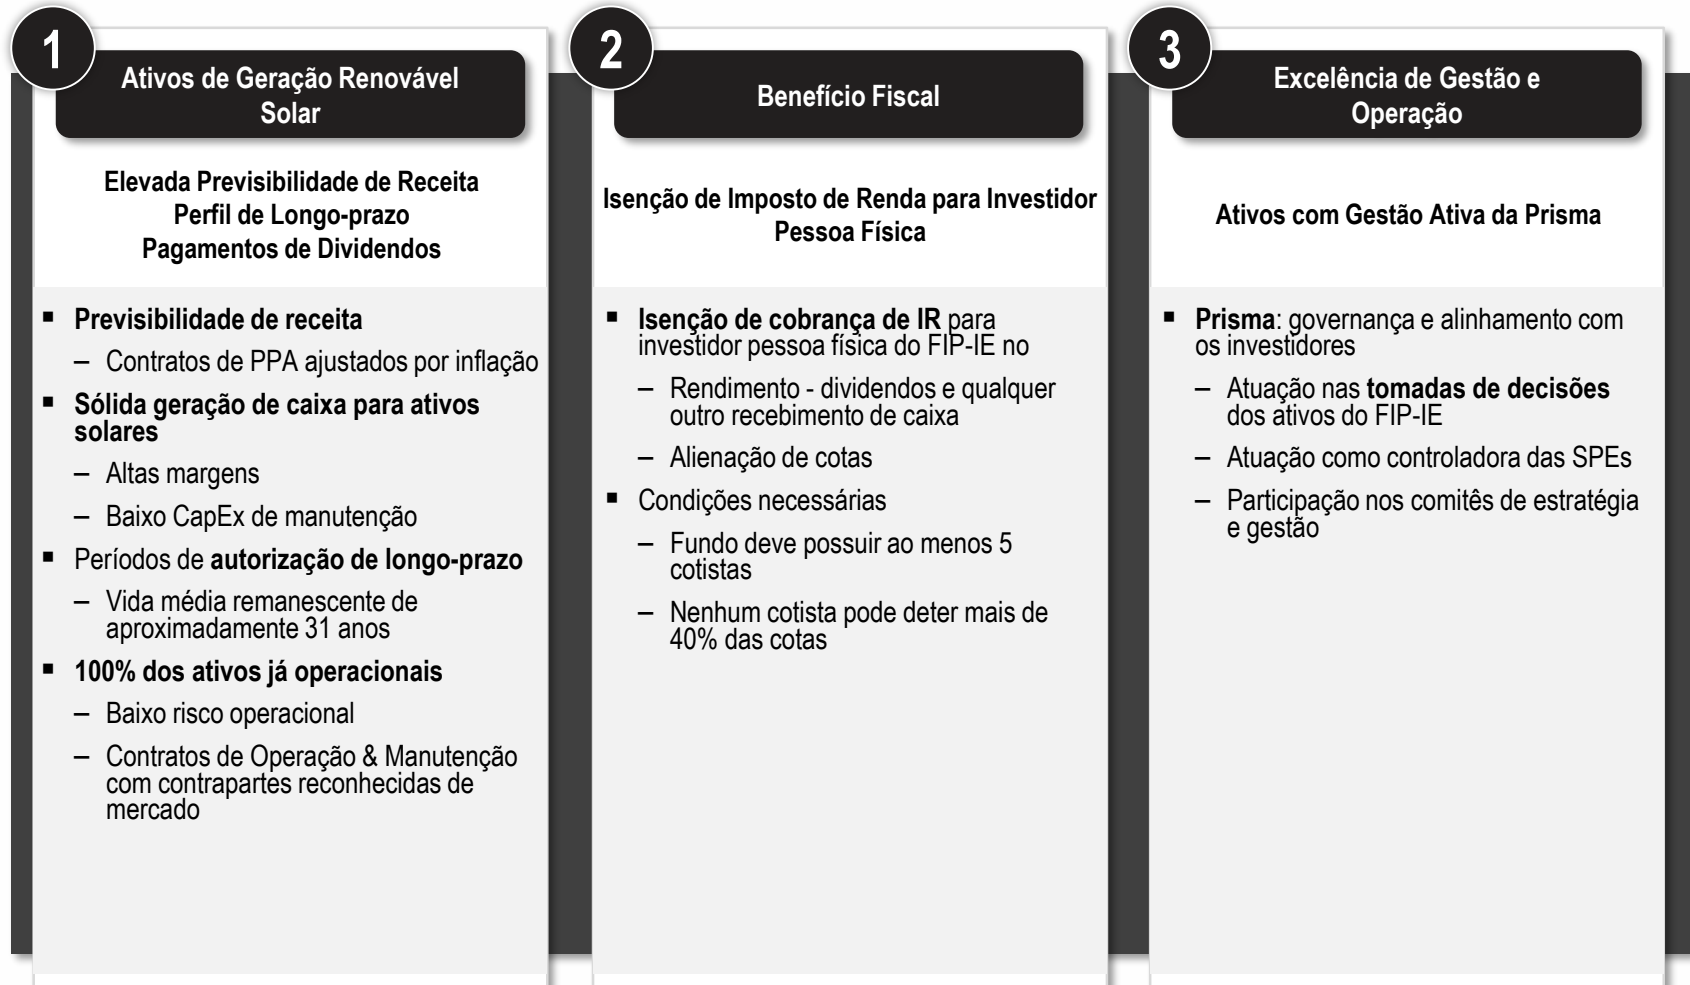 1
Ativos de Geração Renovável
Solar
Elevada Previsibilidade de Receita
Perfil de Longo-prazo
Pagamentos de Dividendos
▪ Previsibilidade de receita
– Contratos de PPA ajustados por inflação
▪ Sólida geração de caixa para ativos
solares
– Altas margens
– Baixo CapEx de manutenção
▪ Períodos de autorização de longo-prazo
– Vida média remanescente de
aproximadamente 31 anos
▪ 100% dos ativos já operacionais
– Baixo risco operacional
– Contratos de Operação & Manutenção
com contrapartes reconhecidas de
mercado
2
Benefício Fiscal
Isenção de Imposto de Renda para Investidor
Pessoa Física
▪ Isenção de cobrança de IR para
investidor pessoa física do FIP-IE no
– Rendimento - dividendos e qualquer
outro recebimento de caixa
– Alienação de cotas
▪ Condições necessárias
– Fundo deve possuir ao menos 5
cotistas
– Nenhum cotista pode deter mais de
40% das cotas
3
Excelência de Gestão e
Operação
Ativos com Gestão Ativa da Prisma
▪ Prisma: governança e alinhamento com
os investidores
– Atuação nas tomadas de decisões
dos ativos do FIP-IE
– Atuação como controladora das SPEs
– Participação nos comitês de estratégia
e gestão